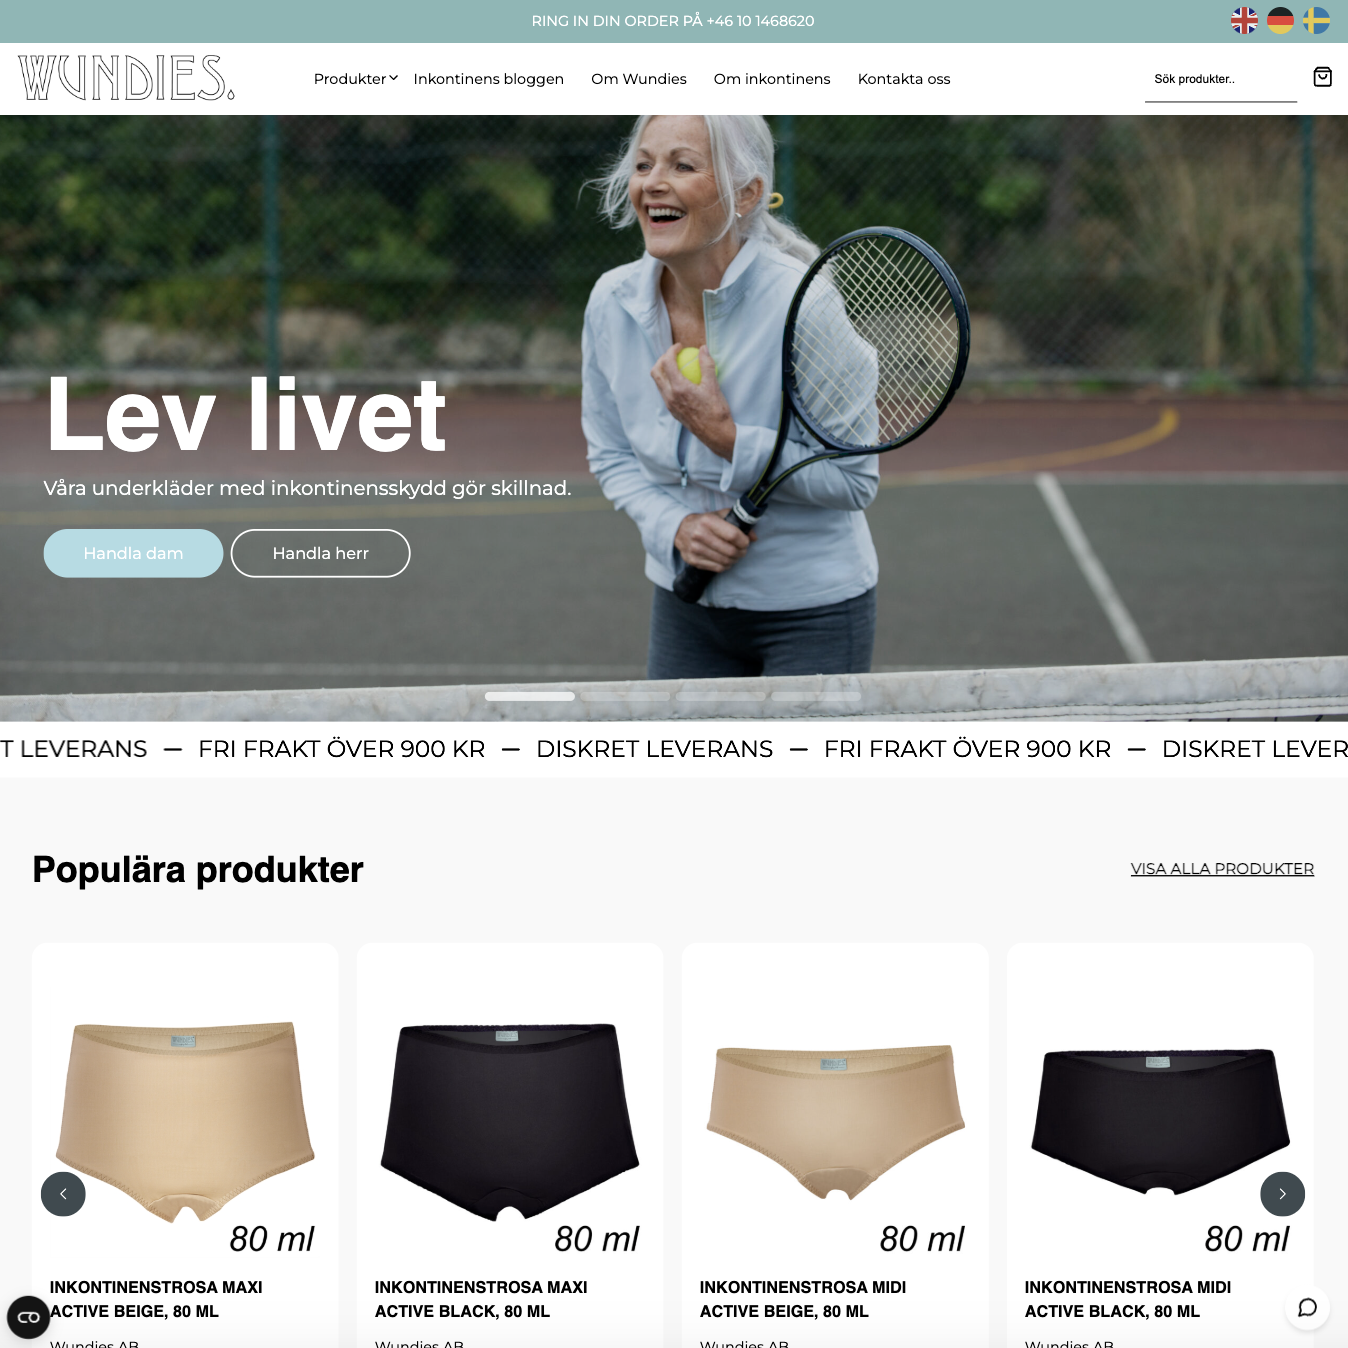 RING IN DIN ORDER PÅ +46 10 1468620
WUNDIES.
Produkter
Inkontinens bloggen
Om Wundies
Om inkontinens
Kontakta oss
Sök produkter..
Lev livet
Våra underkläder med inkontinensskydd gör skillnad.
Handla dam
Handla herr
T LEVERANS — FRI FRAKT ÖVER 900 KR — DISKRET LEVERANS — FRI FRAKT ÖVER 900 KR — DISKRET LEVER
Populära produkter
VISA ALLA PRODUKTER
80 ml
80 ml
80 ml
80 ml
INKONTINENSTROSA MAXI
ACTIVE BEIGE, 80 ML
Wundies AB
INKONTINENSTROSA MAXI
ACTIVE BLACK, 80 ML
Wundies AB
INKONTINENSTROSA MIDI
ACTIVE BEIGE, 80 ML
Wundies AB
INKONTINENSTROSA MIDI
ACTIVE BLACK, 80 ML
Wundies AB